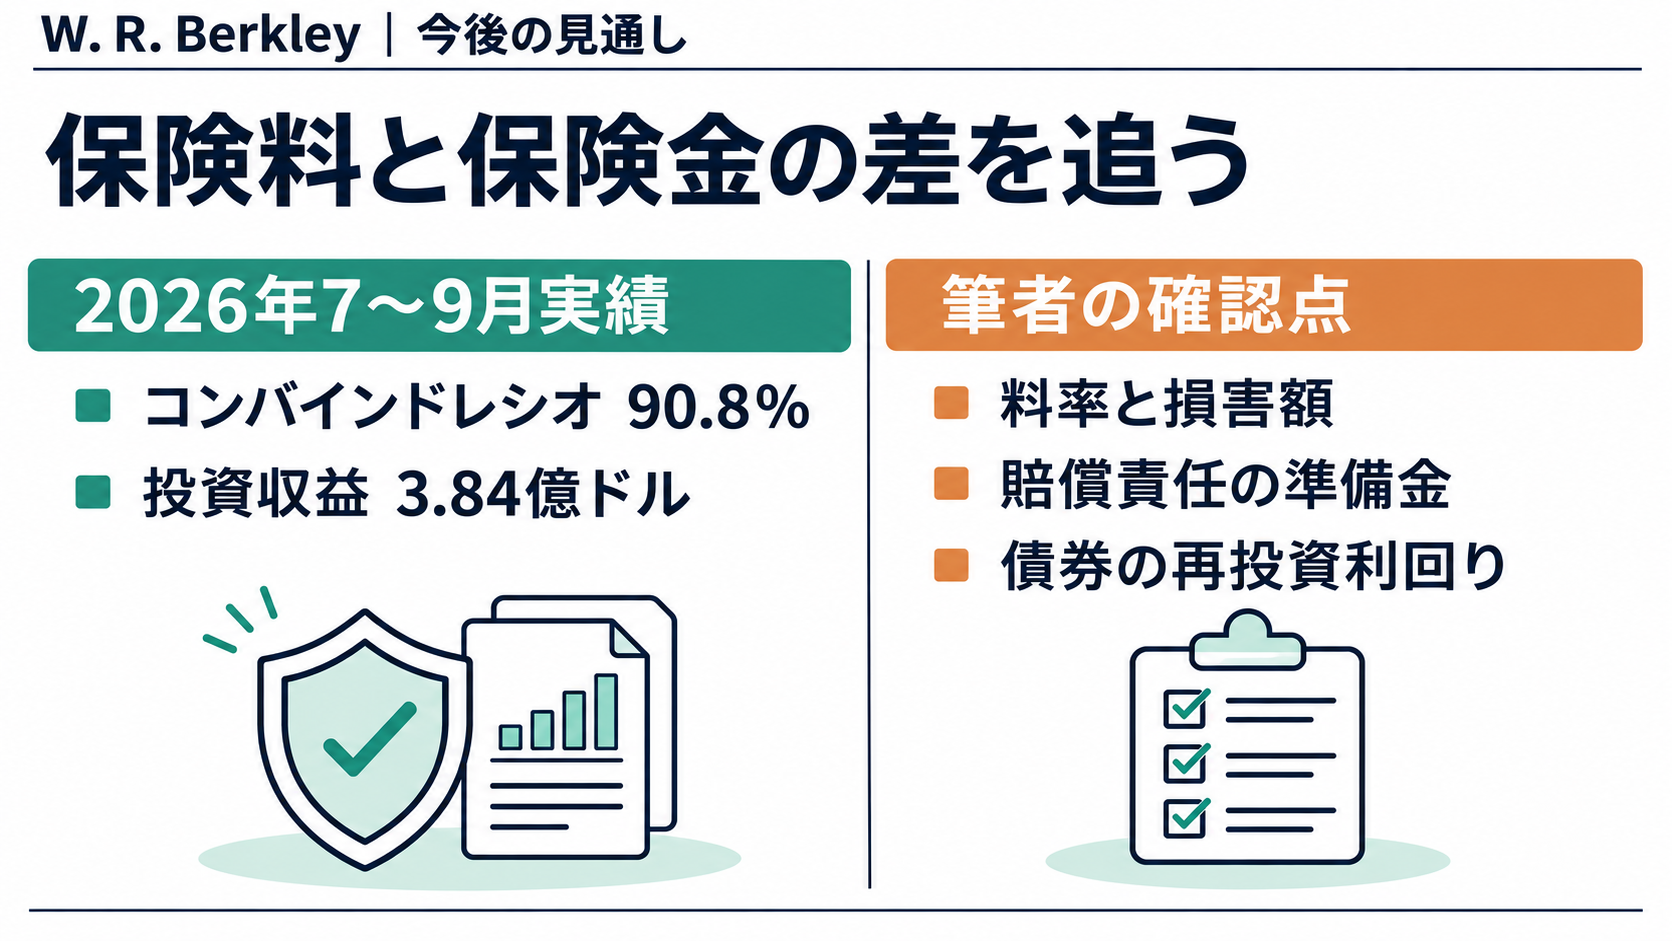 W. R. Berkley｜今後の見通し
保険料と保険金の差を追う
2026年7～9月実績
コンバインドレシオ 90.8%
投資収益 3.84億ドル
筆者の確認点
料率と損害額
賠償責任の準備金
債券の再投資利回り